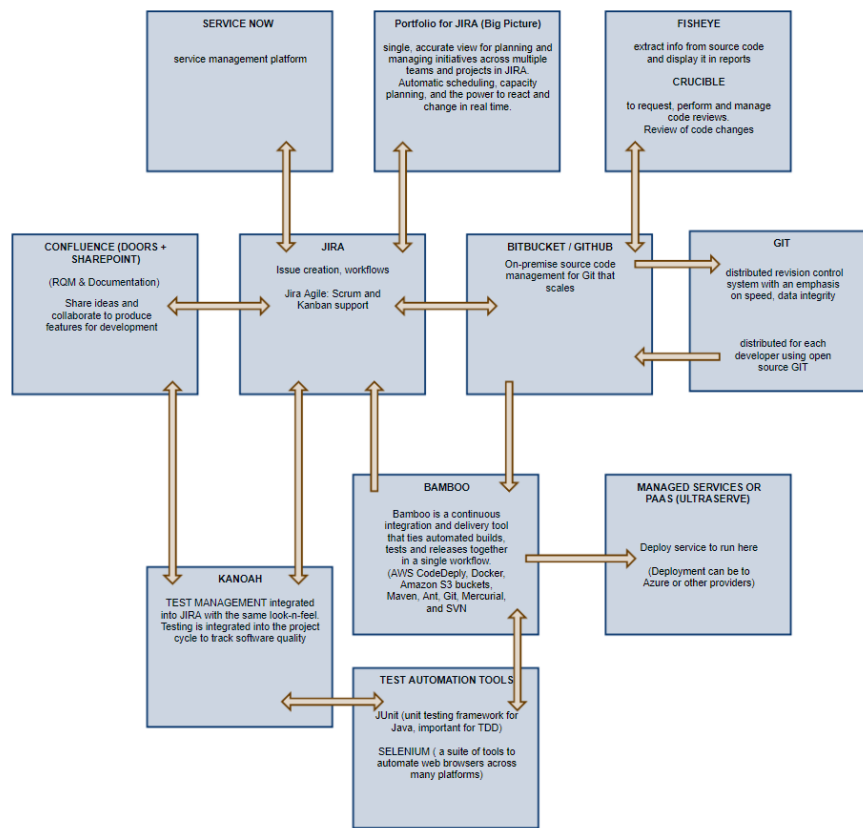 SERVICE NOW
service management platform
Portfolio for JIRA (Big Picture)
single, accurate view for planning and
managing initiatives across multiple
teams and projects in JIRA.
Automatic scheduling, capacity
planning, and the power to react and
change in real time.
FISHEYE
extract info from source code
and display it in reports
CRUCIBLE
to request, perform and manage
code reviews.
Review of code changes
CONFLUENCE (DOORS +
SHAREPOINT)
(RQM & Documentation)
Share ideas and
collaborate to produce
features for development
JIRA
Issue creation, workflows
Jira Agile: Scrum and
Kanban support
BITBUCKET / GITHUB
On-premise source code
management for Git that
scales
GIT
distributed revision control
system with an emphasis
on speed, data integrity
distributed for each
developer using open
source GIT
BAMBOO
Bamboo is a continuous
integration and delivery tool
that ties automated builds,
tests and releases together
in a single workflow.
(AWS CodeDeply, Docker,
Amazon S3 buckets,
Maven, Ant, Git, Mercurial,
and SVN
MANAGED SERVICES OR
PAAS (ULTRASERVE)
Deploy service to run here
(Deployment can be to
Azure or other providers)
KANOAH
TEST MANAGEMENT integrated
into JIRA with the same look-n-feel.
Testing is integrated into the project
cycle to track software quality
TEST AUTOMATION TOOLS
JUnit (unit testing framework for
Java, important for TDD)
SELENIUM ( a suite of tools to
automate web browsers across
many platforms)